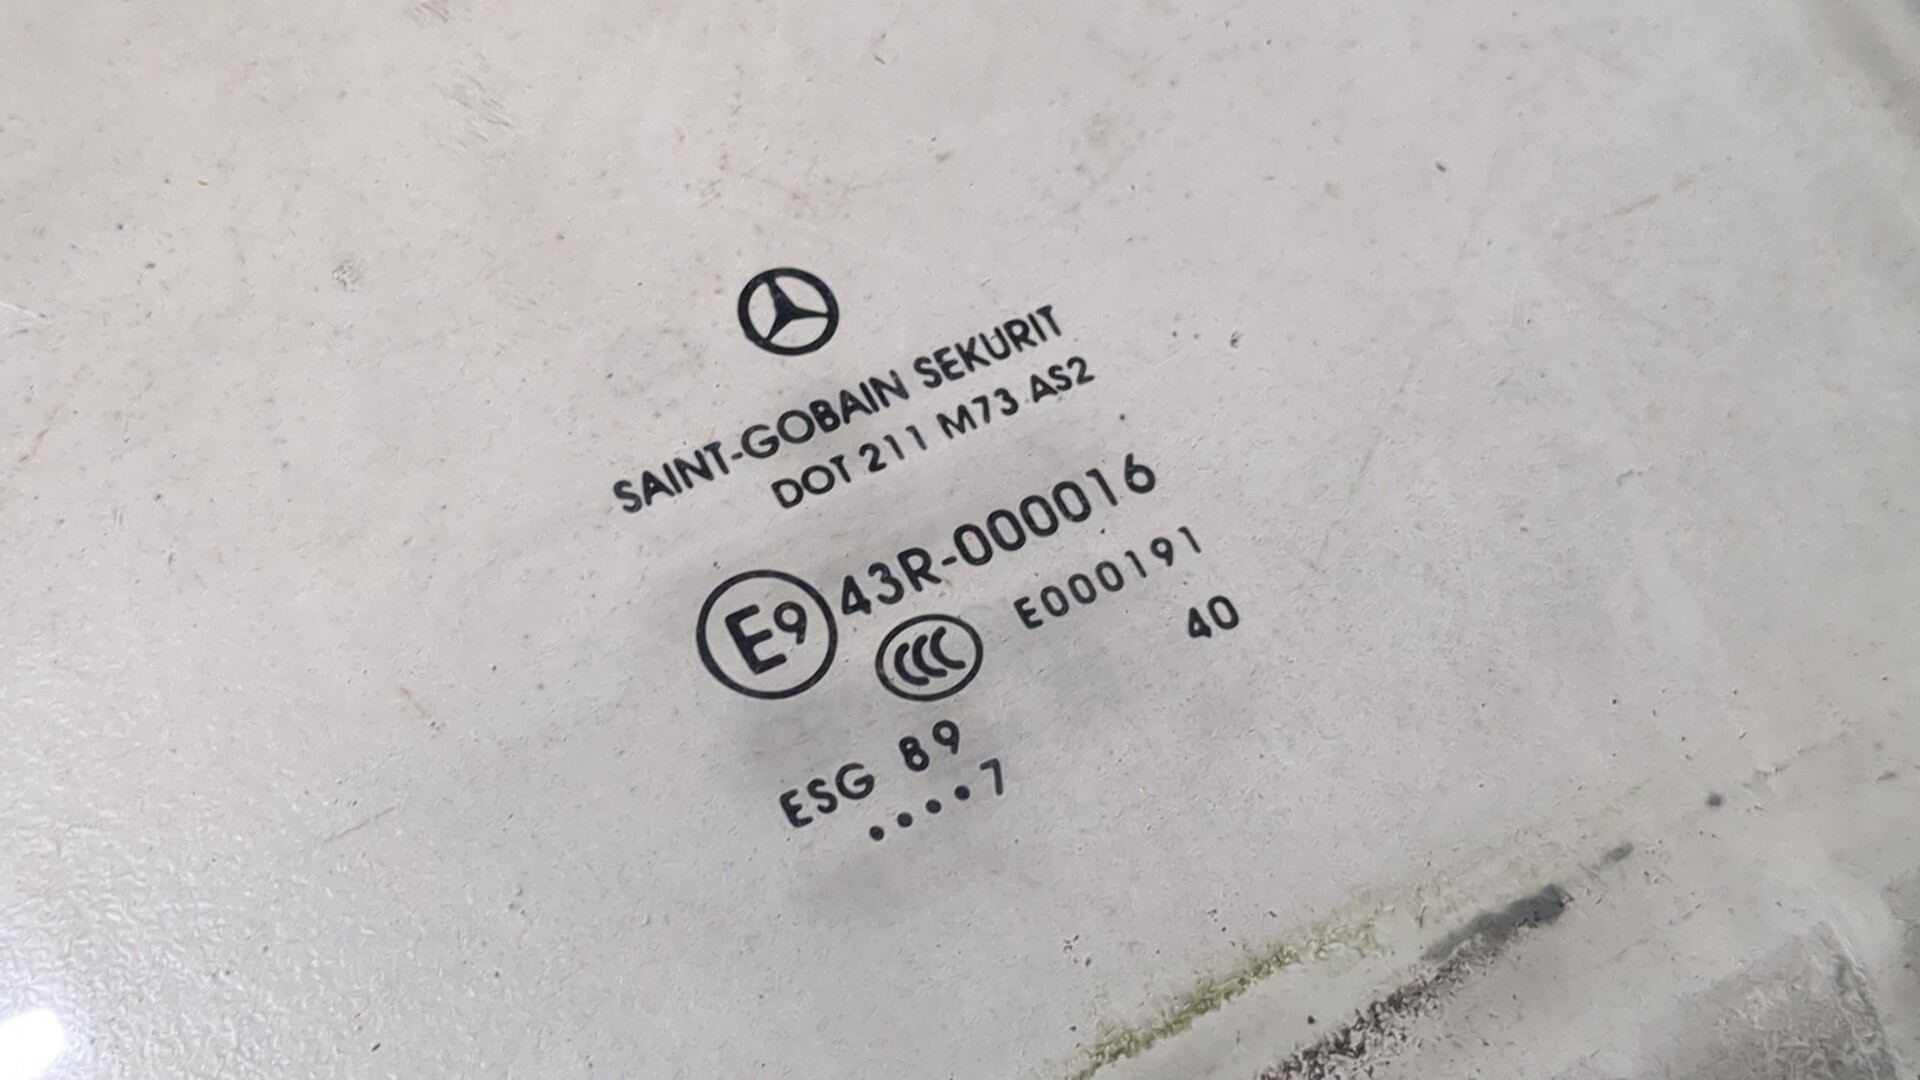 SAINT-GOBAIN SEKURIT
DOT 211 M73 AS2
E9 43R-000016
CCC E000191
40
ESG 89
....7